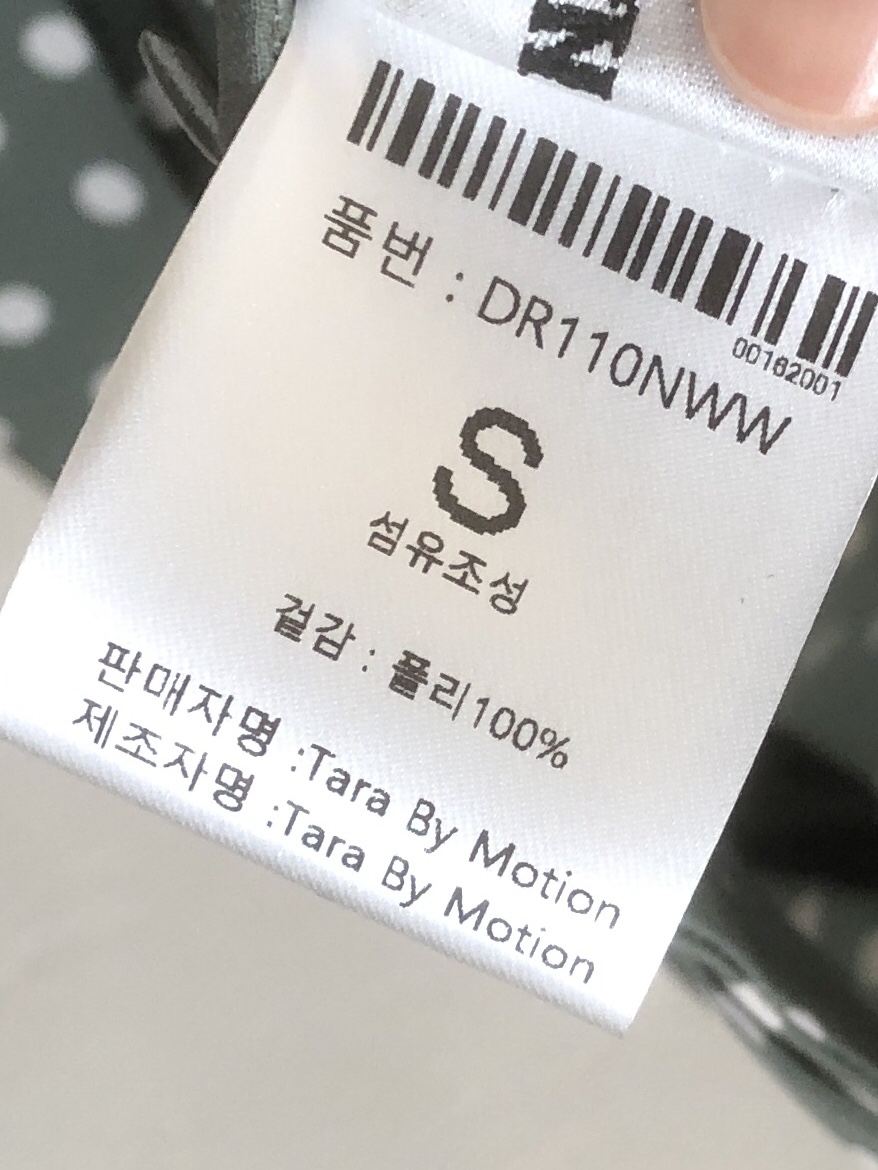 00162001
품번 : DR110NWW
S
섬유조성
겉감 : 폴리100%
판매자명 :Tara By Motion
제조자명 :Tara By Motion